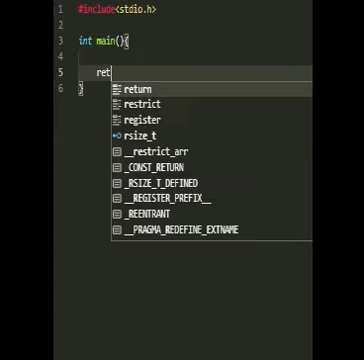 1 #include<stdio.h>
2
3 int main(){
4
5 ret
6 }
return
restrict
register
rsize_t
__restrict_arr
_CONST_RETURN
_RSIZE_T_DEFINED
__REGISTER_PREFIX__
_REENTRANT
__PRAGMA_REDEFINE_EXTNAME